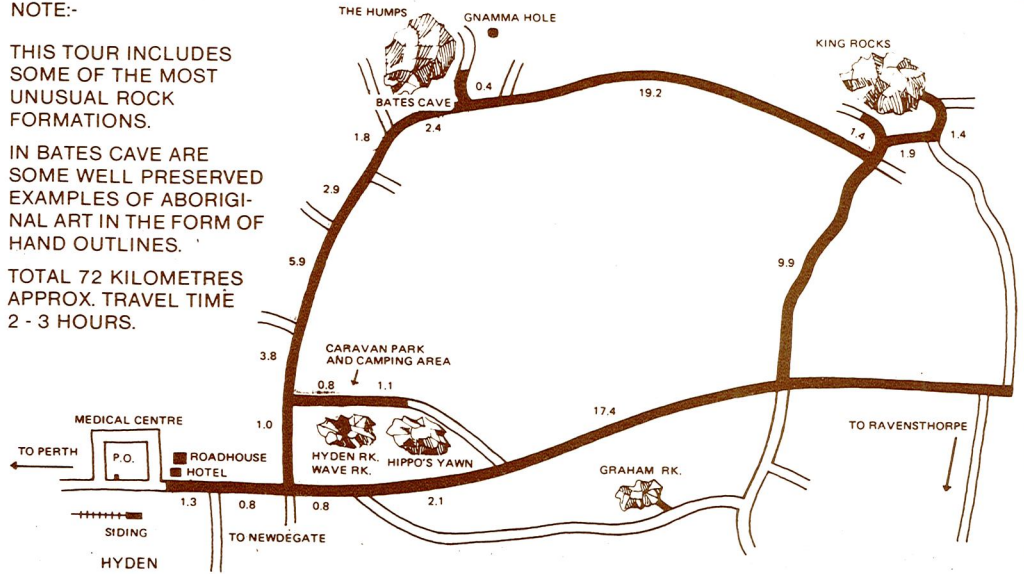 NOTE:-
THIS TOUR INCLUDES
SOME OF THE MOST
UNUSUAL ROCK
FORMATIONS.
IN BATES CAVE ARE
SOME WELL PRESERVED
EXAMPLES OF ABORIGI-
NAL ART IN THE FORM OF
HAND OUTLINES.
TOTAL 72 KILOMETRES
APPROX. TRAVEL TIME
2 - 3 HOURS.
THE HUMPS
GNAMMA HOLE
KING ROCKS
0.4
19.2
BATES CAVE
2.4
1.8
1.4
1.9
1.4
2.9
5.9
9.9
3.8
CARAVAN PARK
AND CAMPING AREA
0.8
1.1
1.0
17.4
MEDICAL CENTRE
TO PERTH
P.O.
ROADHOUSE
HOTEL
HYDEN RK.
WAVE RK.
HIPPO'S YAWN
GRAHAM RK.
TO RAVENSTHORPE
1.3
0.8
0.8
2.1
SIDING
TO NEWDEGATE
HYDEN